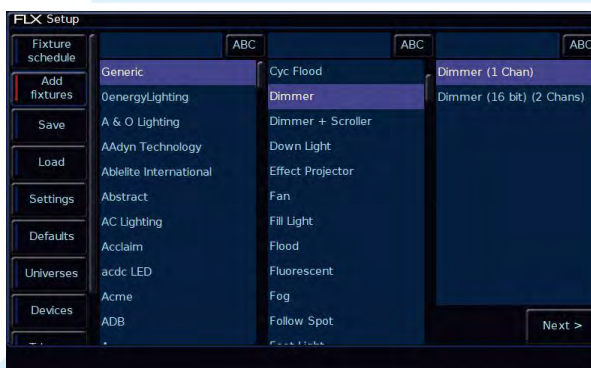 FLX Setup
Fixture
schedule
Add
fixtures
Save
Load
Settings
Defaults
Universes
Devices
ABC
Generic
0energyLighting
A & O Lighting
AAdyn Technology
Ablelite International
Abstract
AC Lighting
Acclaim
acdc LED
Acme
ADB
ABC
Cyc Flood
Dimmer
Dimmer + Scroller
Down Light
Effect Projector
Fan
Fill Light
Flood
Fluorescent
Fog
Follow Spot
ABC
Dimmer (1 Chan)
Dimmer (16 bit) (2 Chans)
Next >